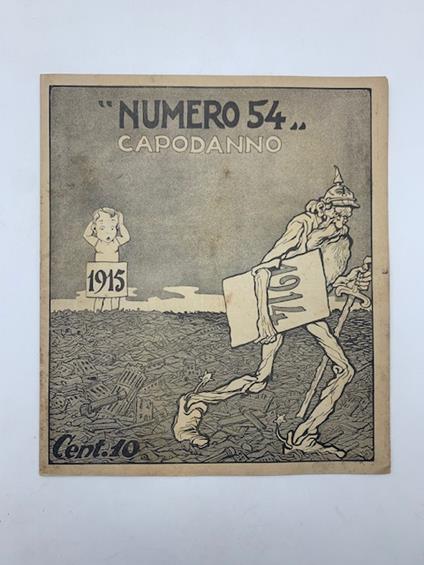 "NUMERO 54„
CAPODANNO
1915
1914
Cent. 10